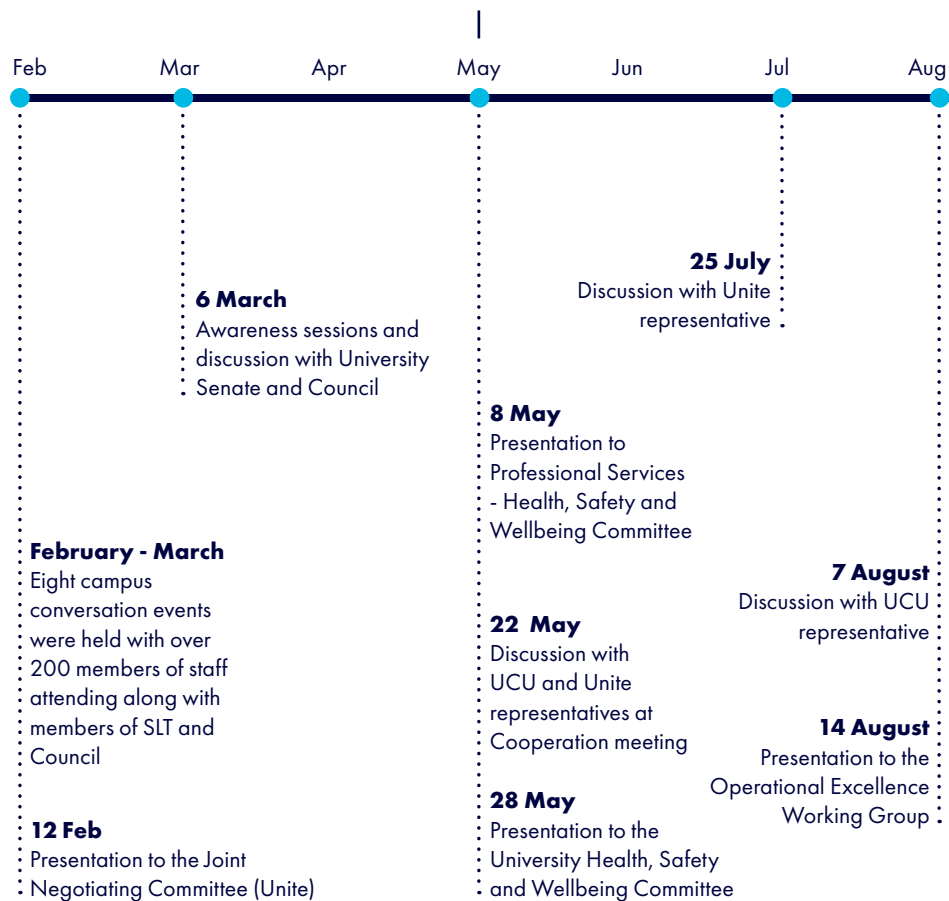 Feb Mar Apr May Jun Jul Aug
February - March
Eight campus
conversation events
were held with over
200 members of staff
attending along with
members of SLT and
Council
12 Feb
Presentation to the Joint
Negotiating Committee (Unite)
6 March
Awareness sessions and
discussion with University
Senate and Council
8 May
Presentation to
Professional Services
- Health, Safety and
Wellbeing Committee
22 May
Discussion with
UCU and Unite
representatives at
Cooperation meeting
28 May
Presentation to the
University Health, Safety
and Wellbeing Committee
25 July
Discussion with Unite
representative
7 August
Discussion with UCU
representative
14 August
Presentation to the
Operational Excellence
Working Group